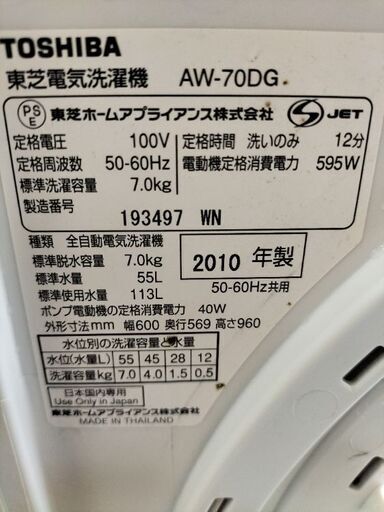 TOSHIBA
東芝電気洗濯機 AW-70DG
PS E 東芝ホームアプライアンス株式会社 S JET
定格電圧 100V 定格時間 洗いのみ 12分
定格周波数 50-60Hz 電動機定格消費電力 595W
標準洗濯容量 7.0kg
製造番号
193497 WN
種類 全自動電気洗濯機
標準脱水容量 7.0kg
標準水量 55L
標準使用水量 113L
2010 年製
50-60Hz共用
ポンプ電動機の定格消費電力 40W
外形寸法mm 幅600 奥行569 高さ960
水位別の洗濯容量と水量
水位(水量L) 55 45 28 12
洗濯容量kg 7.0 4.0 1.5 0.5
日本国内専用
Use Only in Japan
東芝ホームアプライアンス株式会社
MADE IN THAILAND